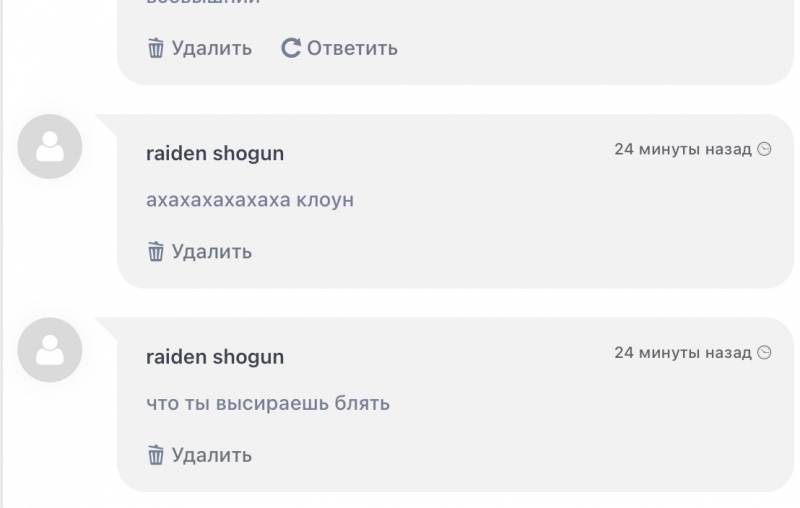 Удалить Ответить
raiden shogun 24 минуты назад
ахахахахахаха клоун
Удалить
raiden shogun 24 минуты назад
что ты высираешь блять
Удалить